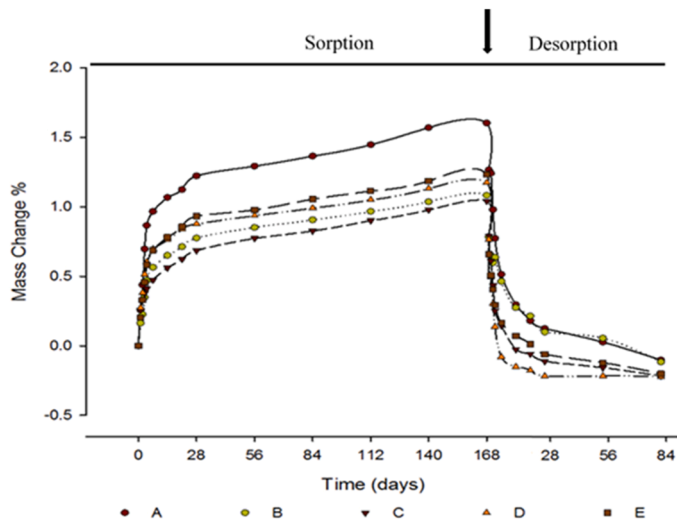 Sorption Desorption
2.0
1.5
1.0
0.5
0.0
-0.5
Mass Change %
0 28 56 84 112 140 168 28 56 84
Time (days)
A B C D E